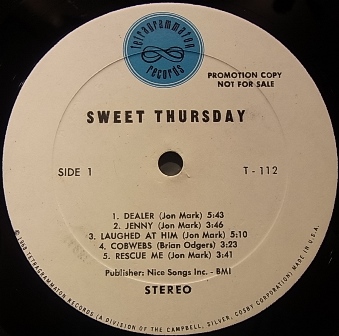 tetragrammaton
records
PROMOTION COPY
NOT FOR SALE
SWEET THURSDAY
SIDE 1
T - 112
1. DEALER (Jon Mark) 5:43
2. JENNY (Jon Mark) 3:46
3. LAUGHED AT HIM (Jon Mark) 5:10
4. COBWEBS (Brian Odgers) 3:23
5. RESCUE ME (Jon Mark) 3:41
Publisher: Nice Songs Inc. - BMI
STEREO
TETRAGRAMMATON RECORDS (A DIVISION OF THE CAMPBELL, SILVER, COSBY CORPORATION) MADE IN U.S.A.